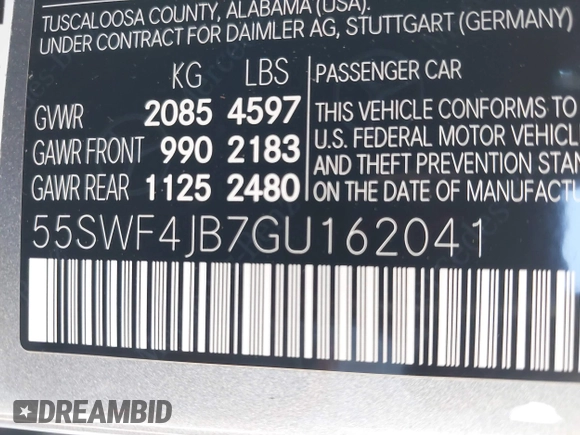 TUSCALOOSA COUNTY, ALABAMA (USA).
UNDER CONTRACT FOR DAIMLER AG, STUTTGART (GERMANY)
KG LBS
GVWR 2085 4597
GAWR FRONT 990 2183
GAWR REAR 1125 2480
PASSENGER CAR
THIS VEHICLE CONFORMS TO
U.S. FEDERAL MOTOR VEHICL
AND THEFT PREVENTION STAN
ON THE DATE OF MANUFACTUR
55SWF4JB7GU162041
DREAMBID